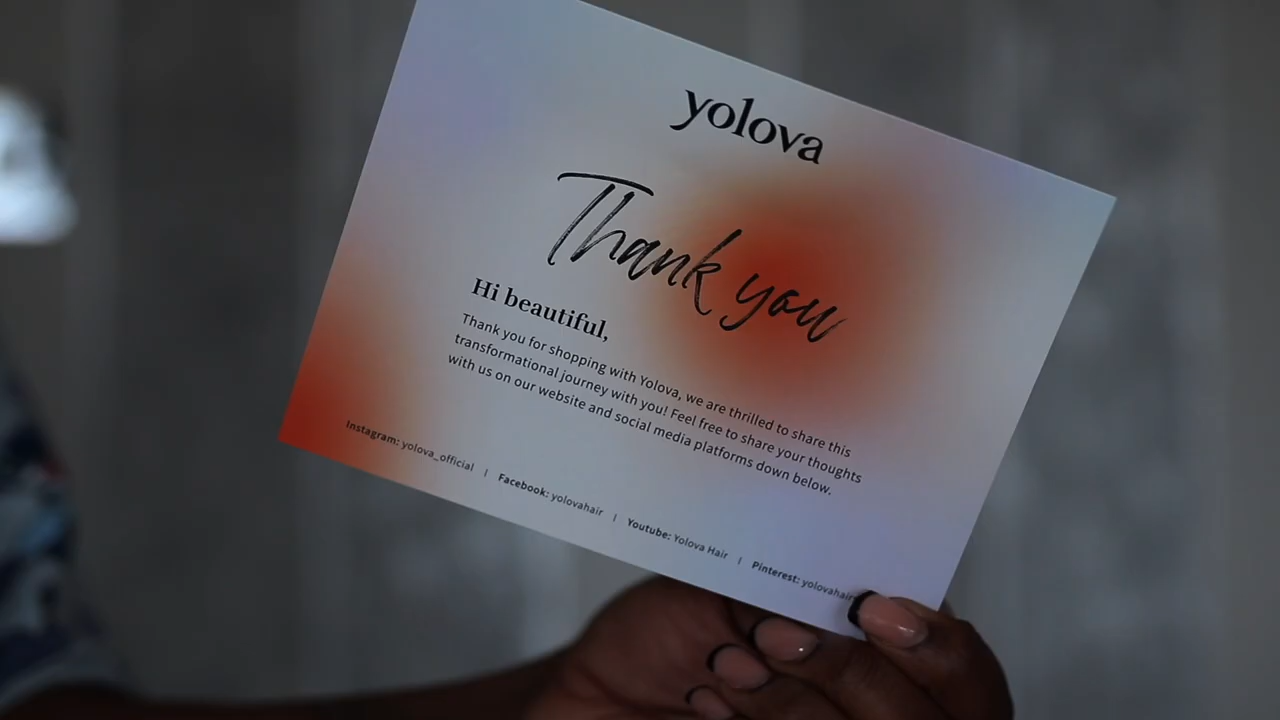 yolova
Thank you
Hi beautiful,
Thank you for shopping with Yolova, we are thrilled to share this
transformational journey with you! Feel free to share your thoughts
with us on our website and social media platforms down below.
Instagram: yolova_official | Facebook: yolovahair | Youtube: Yolova Hair | Pinterest: yolovahair